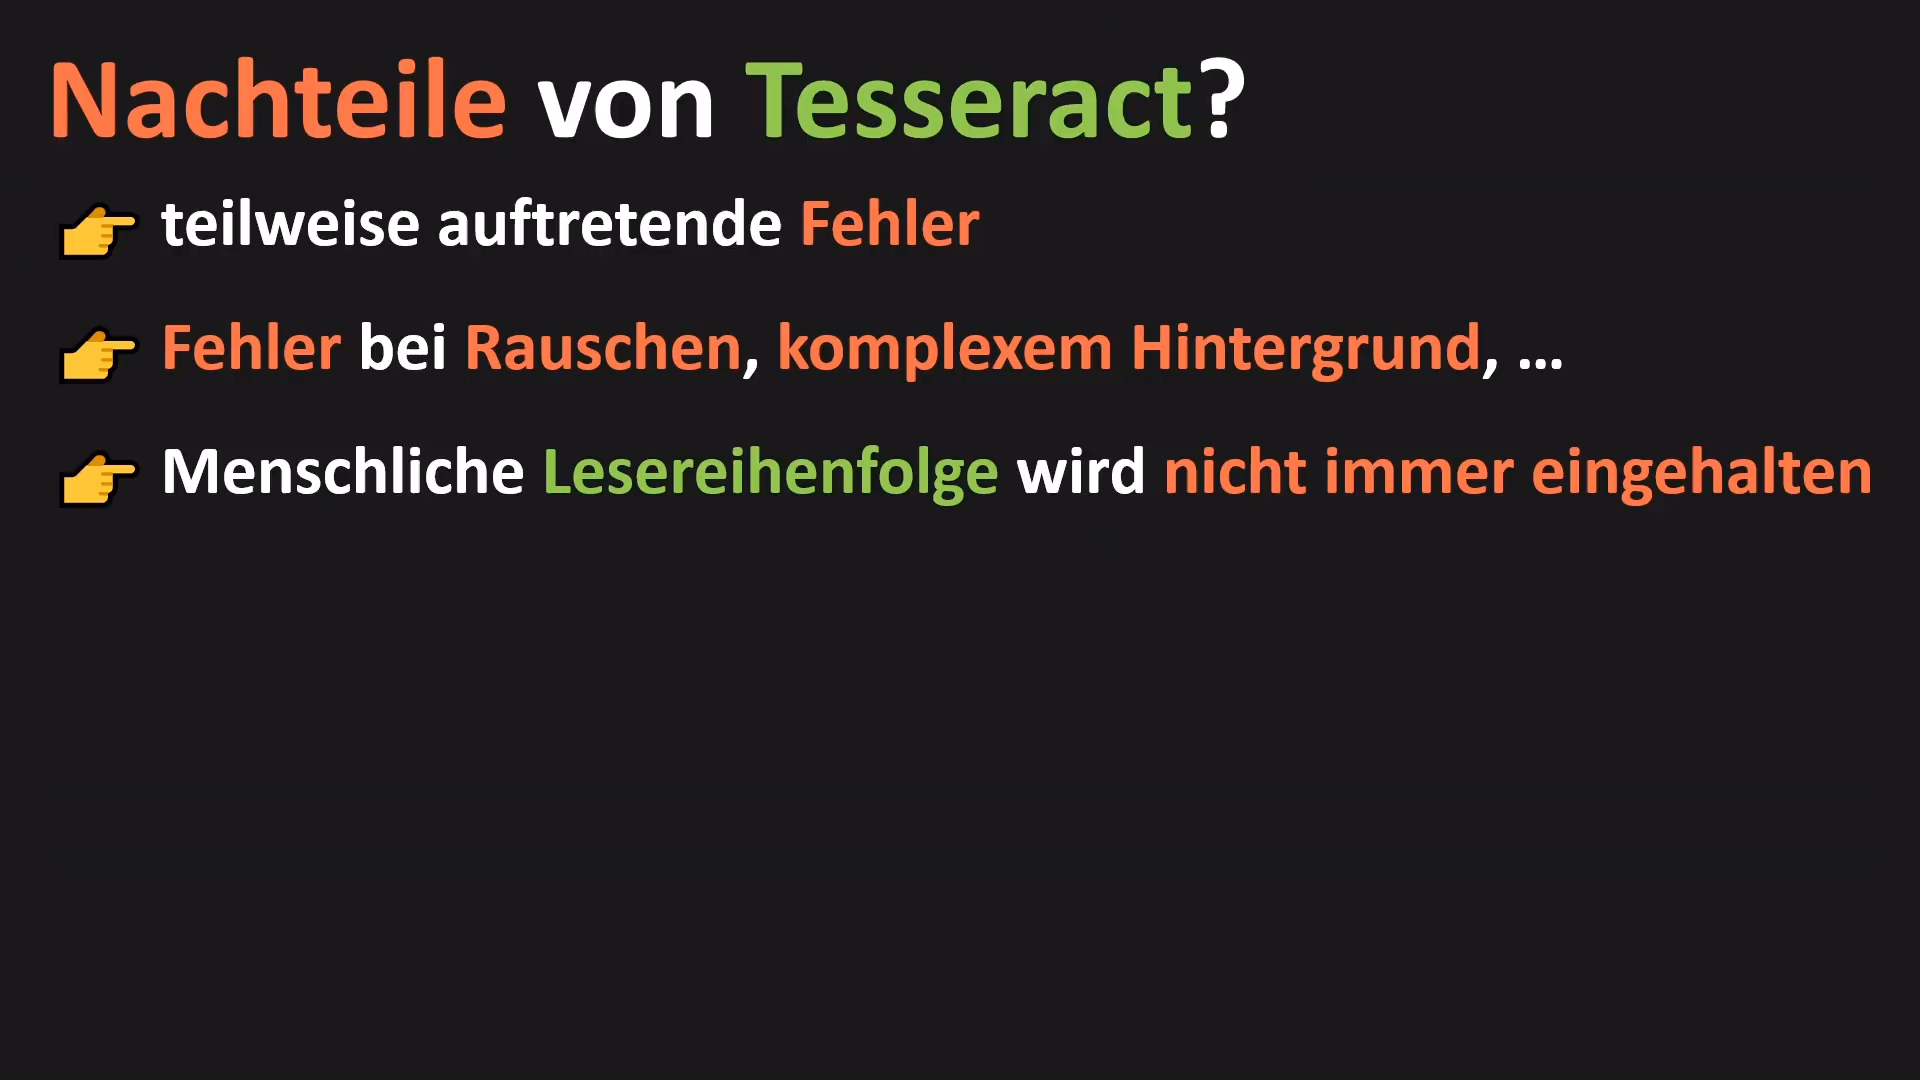 Nachteile von Tesseract?
👉 teilweise auftretende Fehler
👉 Fehler bei Rauschen, komplexem Hintergrund, ...
👉 Menschliche Lesereihenfolge wird nicht immer eingehalten